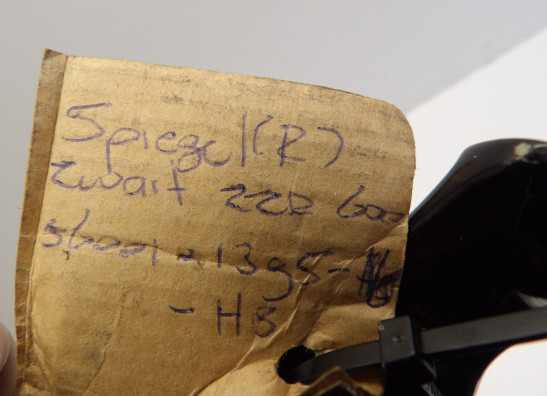 Spiegel (R)
Zwart ZZR 600
56001-1395-
- H8